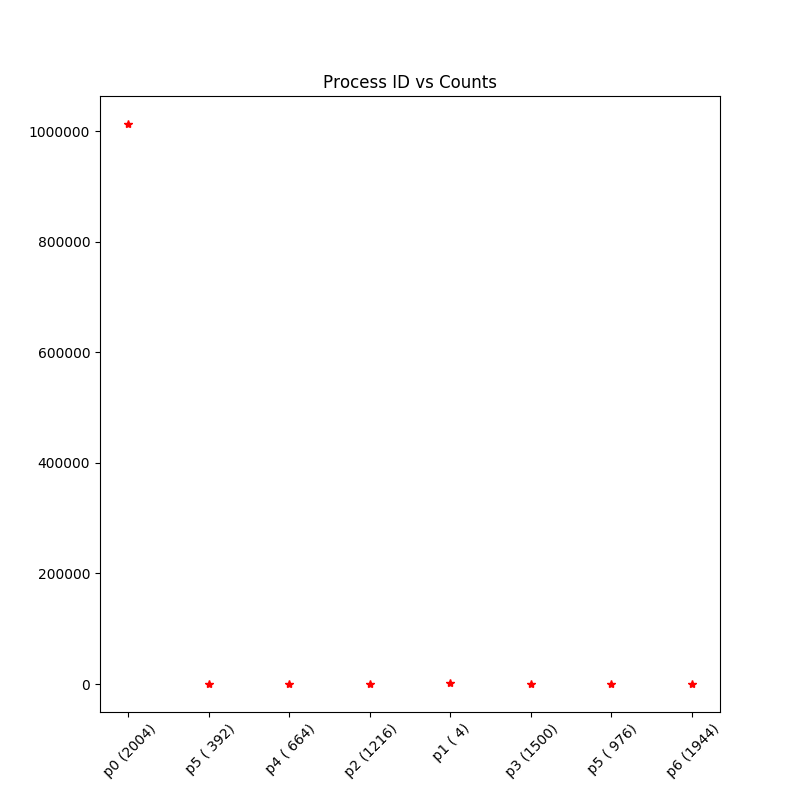 Process ID vs Counts
1000000
800000
600000
400000
200000
0
p0 (2004)
p5 ( 392)
p4 ( 664)
p2 (1216)
p1 ( 4)
p3 (1500)
p5 ( 976)
p6 (1944)